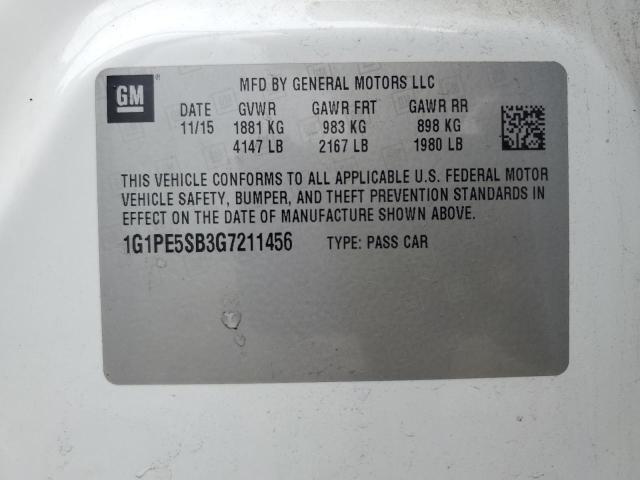 GM ®
MFD BY GENERAL MOTORS LLC
DATE GVWR GAWR FRT GAWR RR
11/15 1881 KG 983 KG 898 KG
4147 LB 2167 LB 1980 LB
THIS VEHICLE CONFORMS TO ALL APPLICABLE U.S. FEDERAL MOTOR
VEHICLE SAFETY, BUMPER, AND THEFT PREVENTION STANDARDS IN
EFFECT ON THE DATE OF MANUFACTURE SHOWN ABOVE.
1G1PE5SB3G7211456 TYPE: PASS CAR